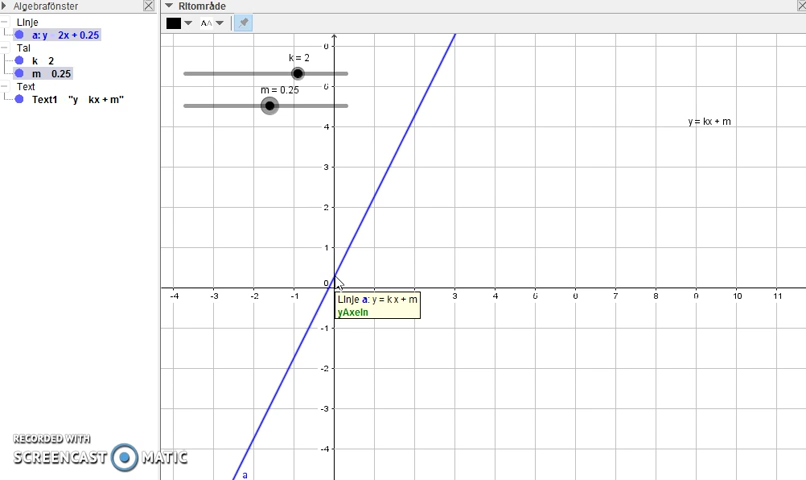 Algebrafönster
Linje
a: y 2x + 0.25
Tal
k 2
m 0.25
Text
Text1 "y kx + m"
Ritområde
AA
k = 2
m = 0.25
y = kx + m
6
5
4
3
2
1
0
-1
-2
-3
-4
-4 -3 -2 -1 3 4 5 6 7 8 9 10 11
Linje a: y = k x + m
yAxeln
a
RECORDED WITH
SCREENCAST MATIC